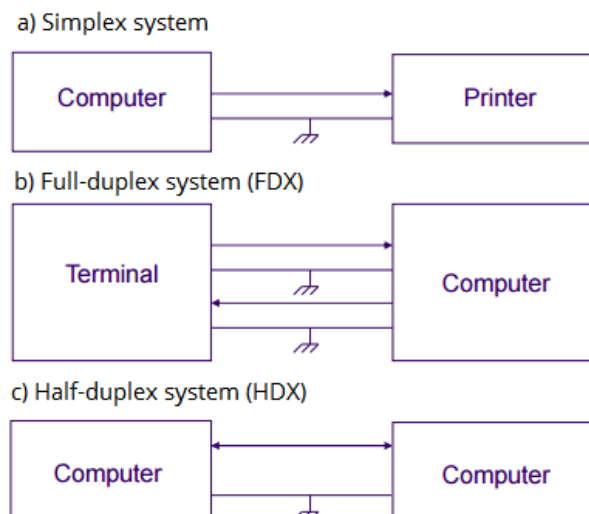 a) Simplex system
Computer
Printer
b) Full-duplex system (FDX)
Terminal
Computer
c) Half-duplex system (HDX)
Computer
Computer